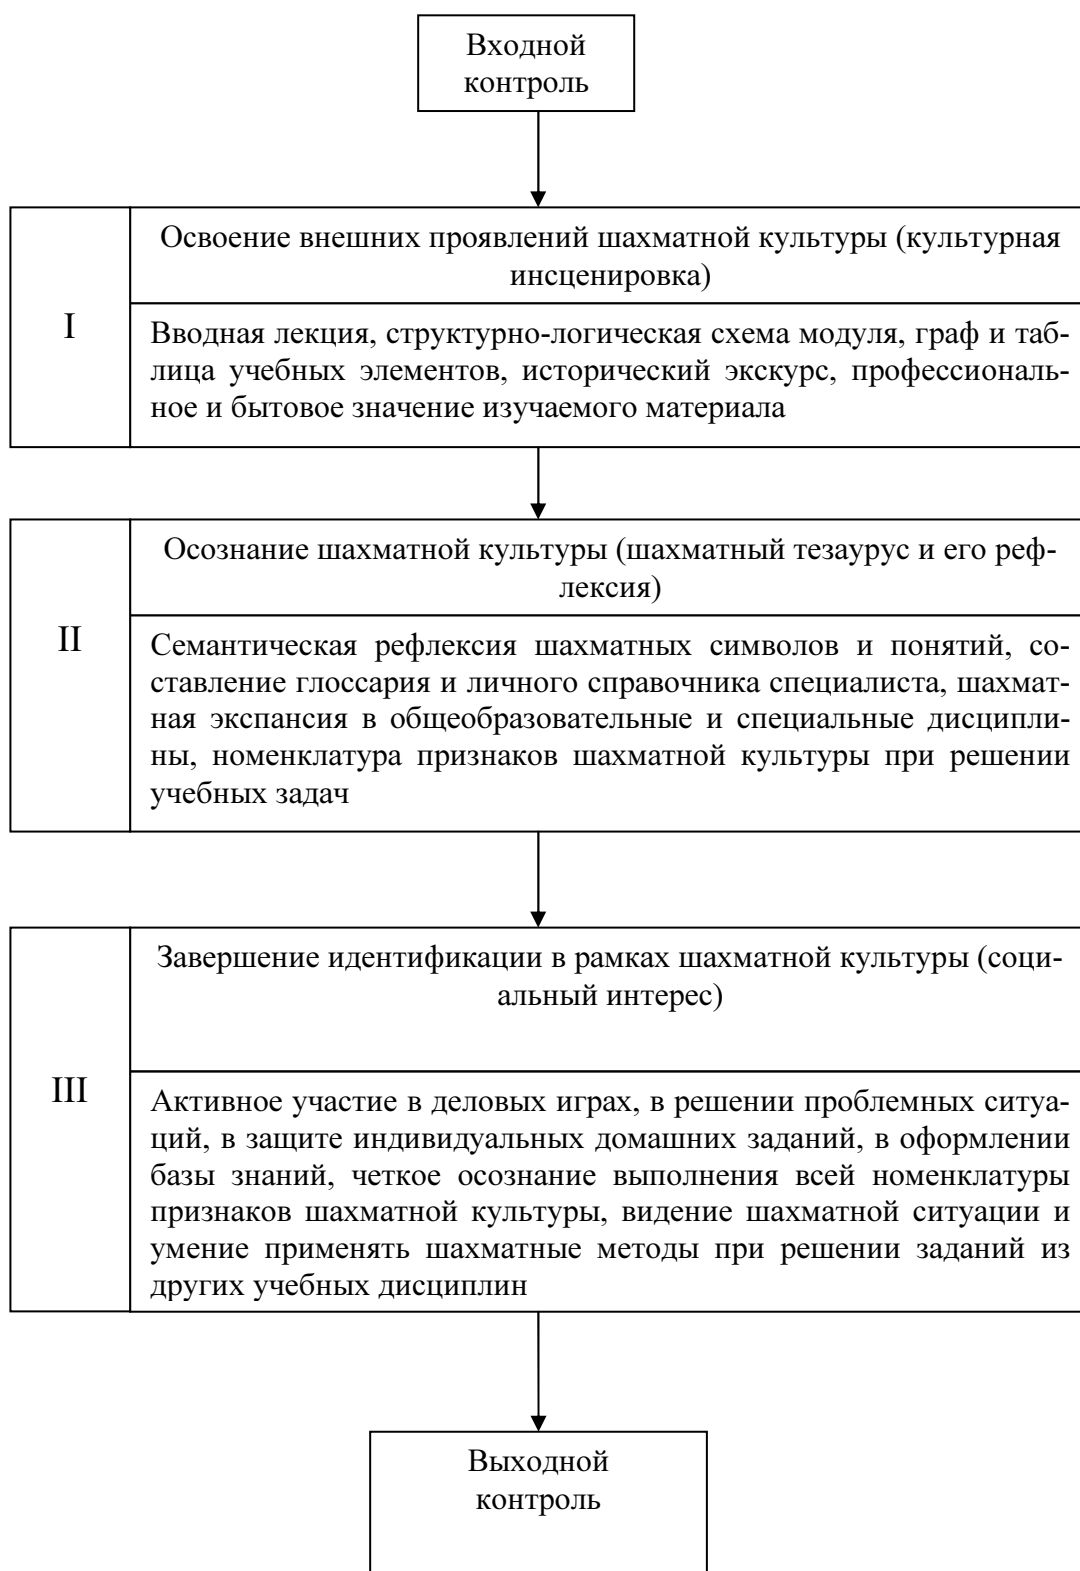 Входной
контроль
Освоение внешних проявлений шахматной культуры (культурная
инсценировка)
I
Вводная лекция, структурно-логическая схема модуля, граф и таб-
лица учебных элементов, исторический экскурс, профессиональ-
ное и бытовое значение изучаемого материала
Осознание шахматной культуры (шахматный тезаурус и его реф-
лексия)
II
Семантическая рефлексия шахматных символов и понятий, со-
ставление глоссария и личного справочника специалиста, шахмат-
ная экспансия в общеобразовательные и специальные дисципли-
ны, номенклатура признаков шахматной культуры при решении
учебных задач
Завершение идентификации в рамках шахматной культуры (соци-
альный интерес)
III
Активное участие в деловых играх, в решении проблемных ситуа-
ций, в защите индивидуальных домашних заданий, в оформлении
базы знаний, четкое осознание выполнения всей номенклатуры
признаков шахматной культуры, видение шахматной ситуации и
умение применять шахматные методы при решении заданий из
других учебных дисциплин
Выходной
контроль